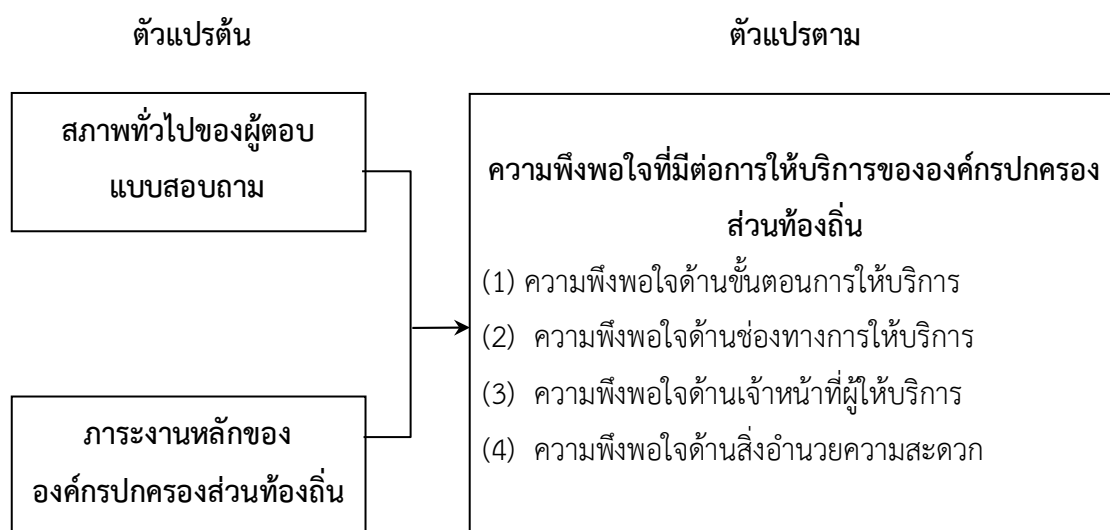 ตัวแปรต้น
ตัวแปรตาม
สภาพทั่วไปของผู้ตอบ
แบบสอบถาม
ภาระงานหลักของ
องค์กรปกครองส่วนท้องถิ่น
ความพึงพอใจที่มีต่อการให้บริการขององค์กรปกครอง
ส่วนท้องถิ่น
(1) ความพึงพอใจด้านขั้นตอนการให้บริการ
(2) ความพึงพอใจด้านช่องทางการให้บริการ
(3) ความพึงพอใจด้านเจ้าหน้าที่ผู้ให้บริการ
(4) ความพึงพอใจด้านสิ่งอำนวยความสะดวก